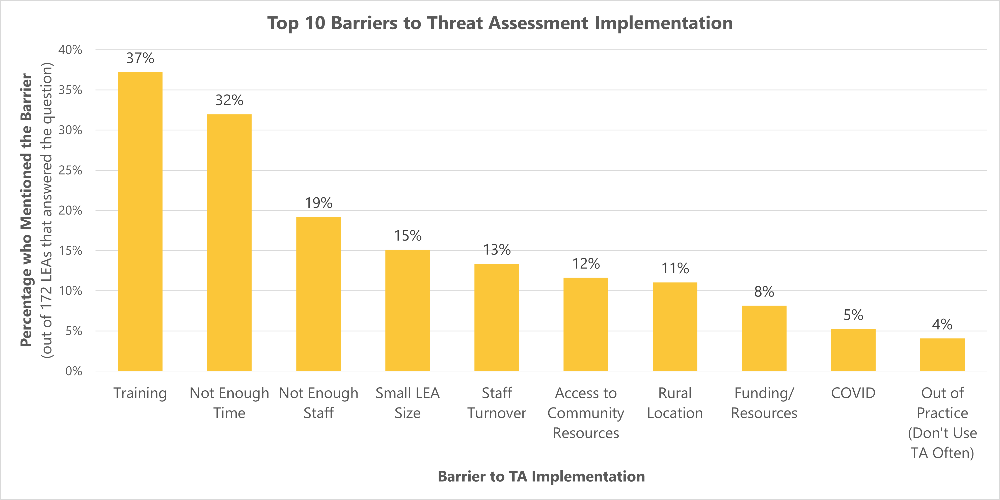 Top 10 Barriers to Threat Assessment Implementation
Percentage who Mentioned the Barrier
(out of 172 LEAs that answered the question)
40%
35%
30%
25%
20%
15%
10%
5%
0%
37%
32%
19%
15%
13%
12%
11%
8%
5%
4%
Training
Not Enough
Time
Not Enough
Staff
Small LEA
Size
Staff
Turnover
Access to
Community
Resources
Rural
Location
Funding/
Resources
COVID
Out of
Practice
(Don't Use
TA Often)
Barrier to TA Implementation